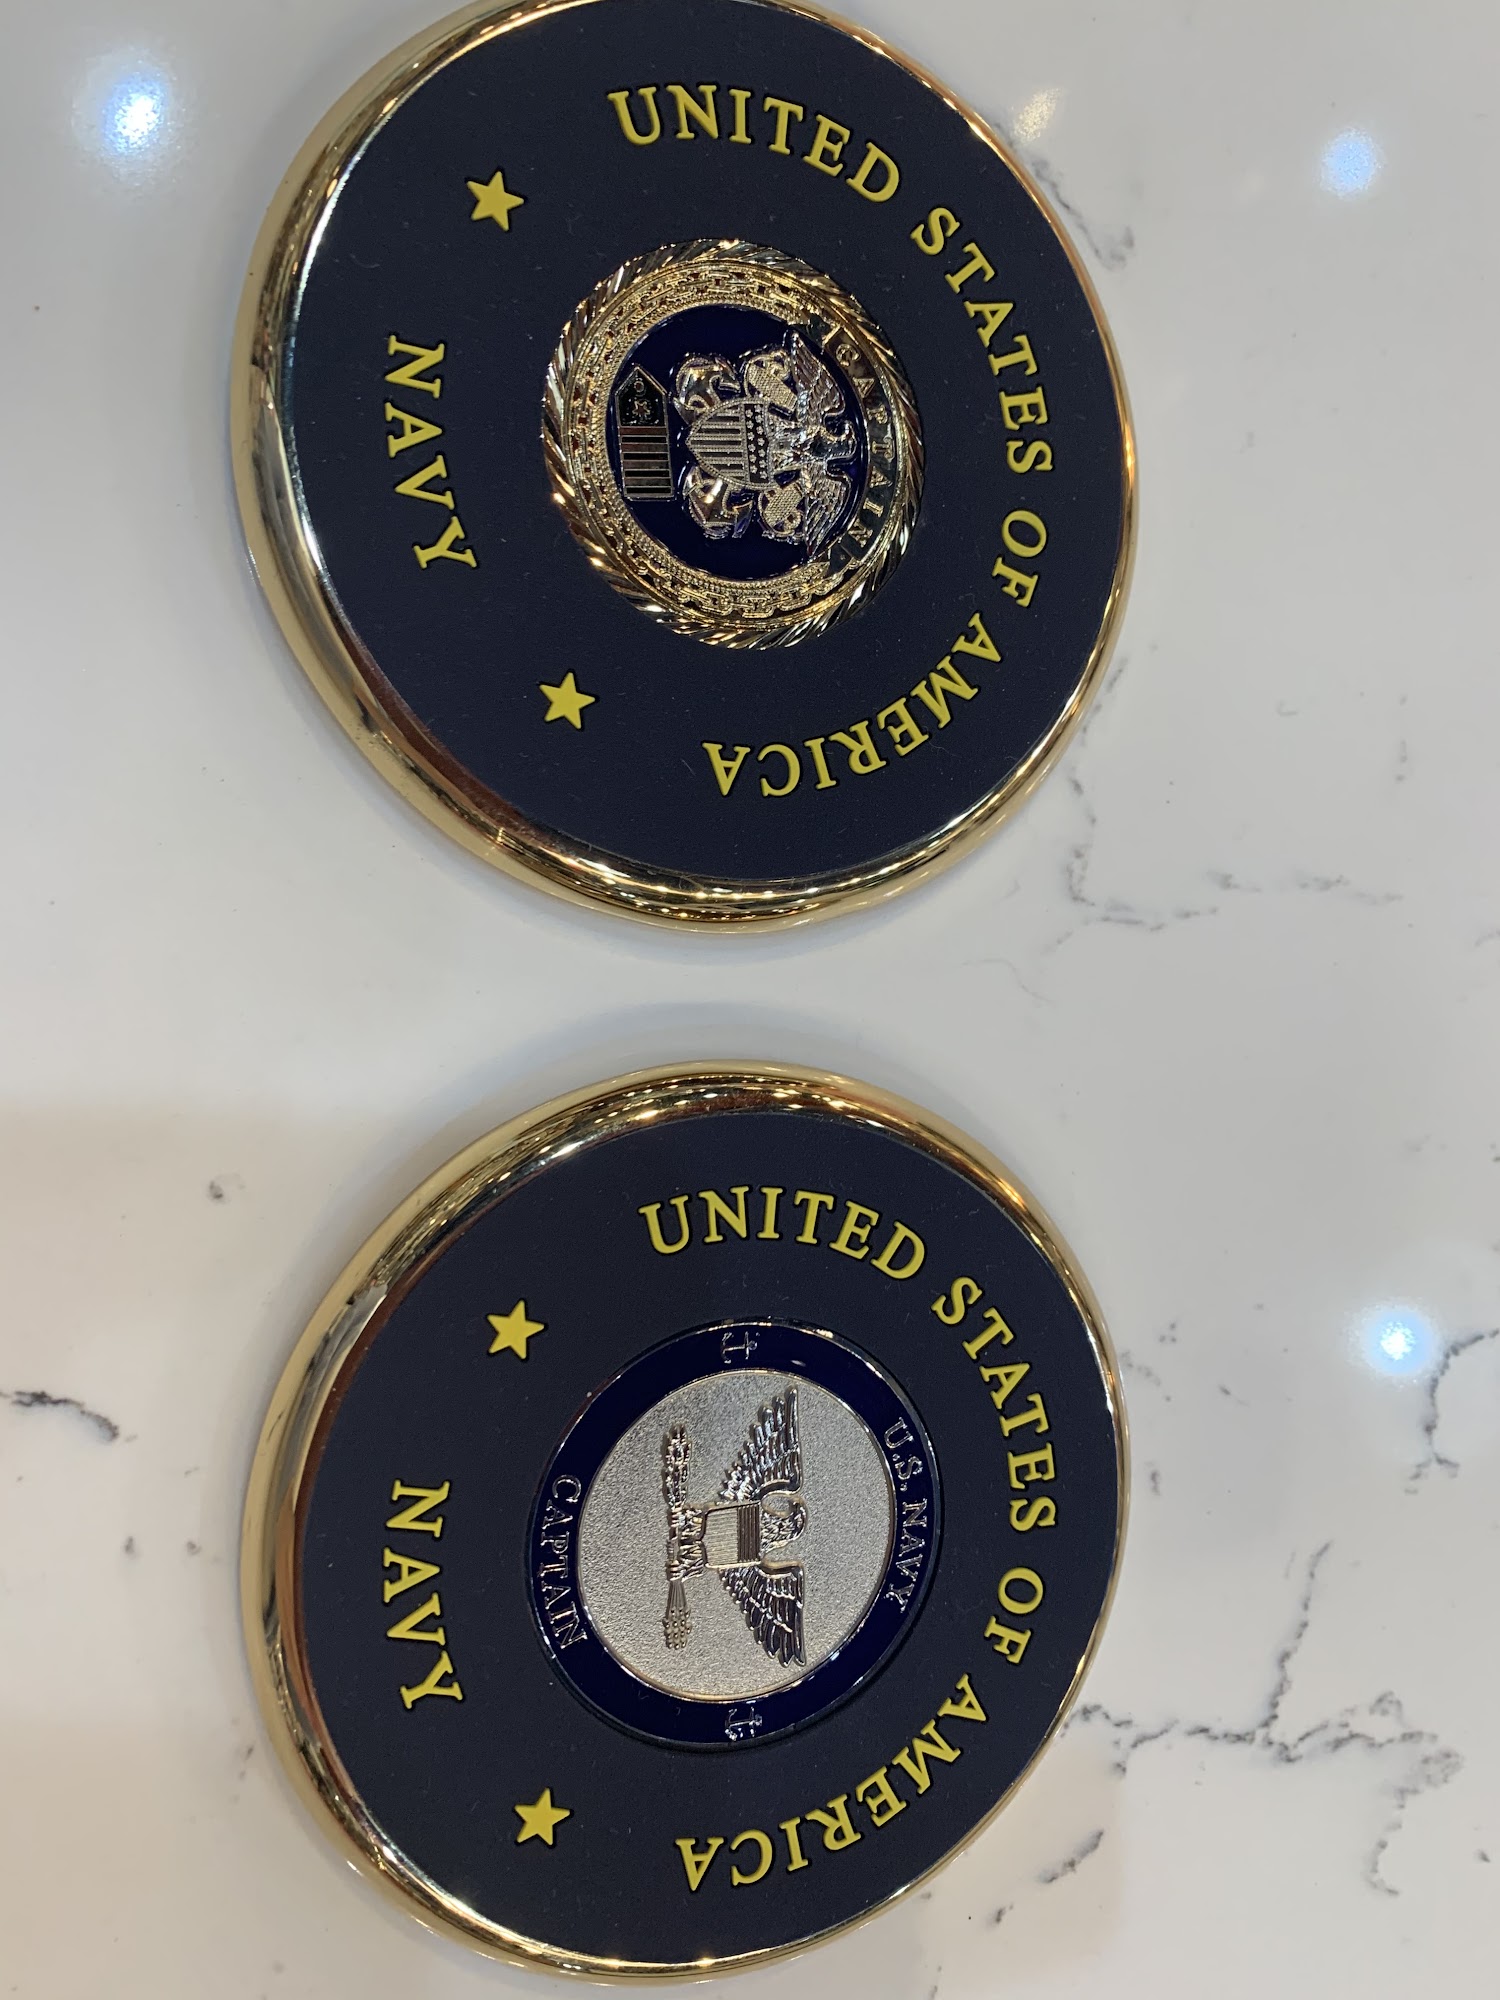 UNITED STATES OF AMERICA
CAPTAIN
NAVY
UNITED STATES OF AMERICA
U.S. NAVY
CAPTAIN
NAVY